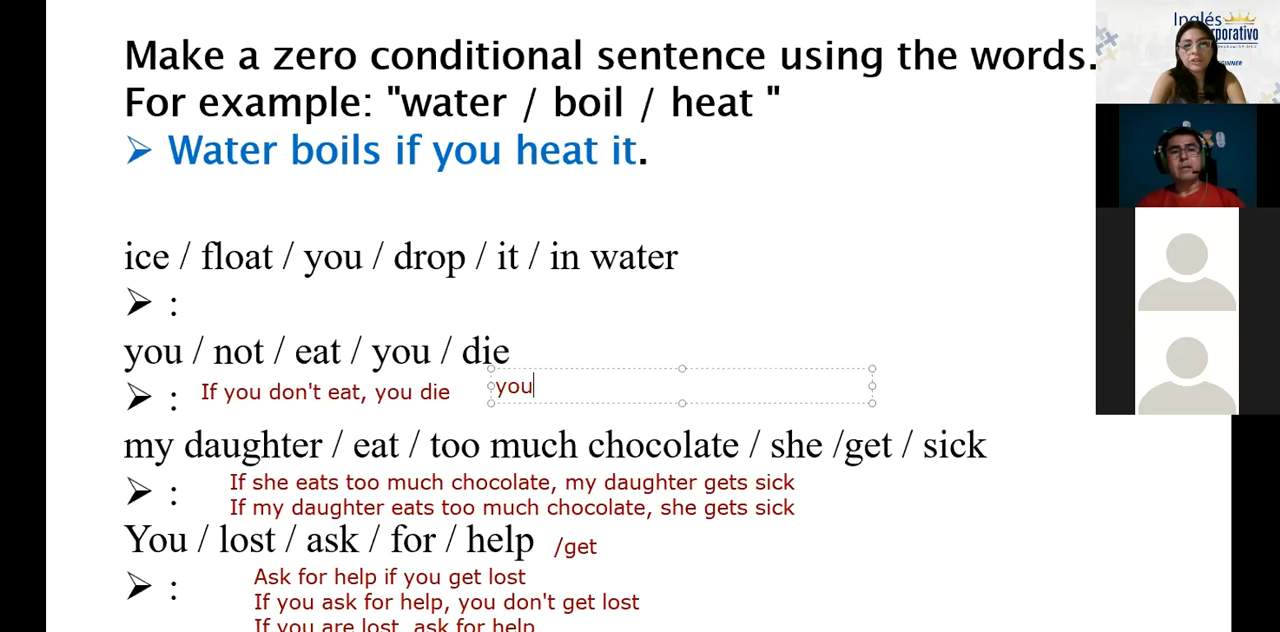 Make a zero conditional sentence using the words.
For example: "water / boil / heat "
➢ Water boils if you heat it.
ice / float / you / drop / it / in water
➢ :
you / not / eat / you / die
➢ : If you don't eat, you die you
my daughter / eat / too much chocolate / she /get / sick
➢ : If she eats too much chocolate, my daughter gets sick
If my daughter eats too much chocolate, she gets sick
You / lost / ask / for / help /get
➢ : Ask for help if you get lost
If you ask for help, you don't get lost
If you are lost, ask for help
Inglés